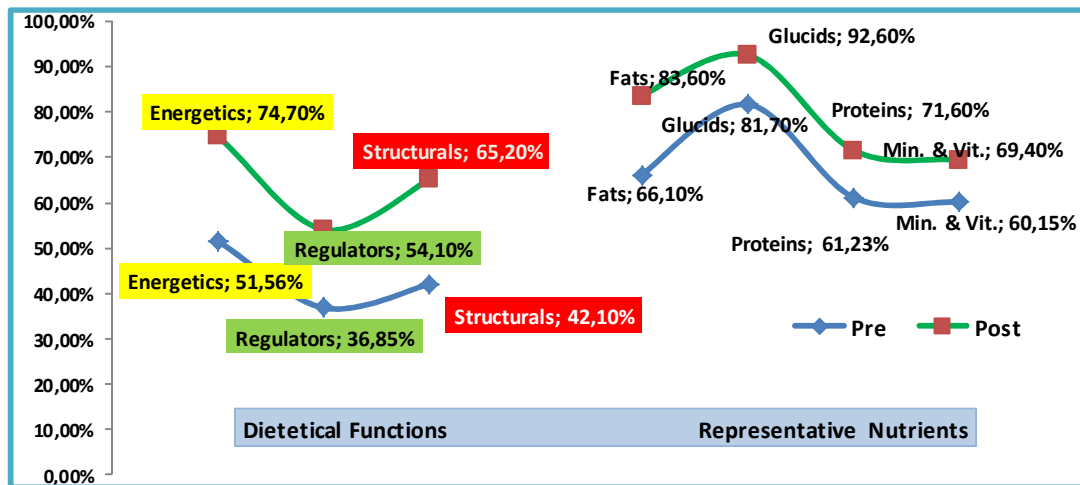 100,00%
90,00%
80,00%
70,00%
60,00%
50,00%
40,00%
30,00%
20,00%
10,00%
0,00%
Energetics; 74,70%
Structurals; 65,20%
Regulators; 54,10%
Energetics; 51,56%
Regulators; 36,85%
Structurals; 42,10%
Glucids; 92,60%
Fats; 83,60%
Proteins; 71,60%
Glucids; 81,70%
Min. & Vit.; 69,40%
Fats; 66,10%
Min. & Vit.; 60,15%
Proteins; 61,23%
Pre
Post
Dietetical Functions
Representative Nutrients